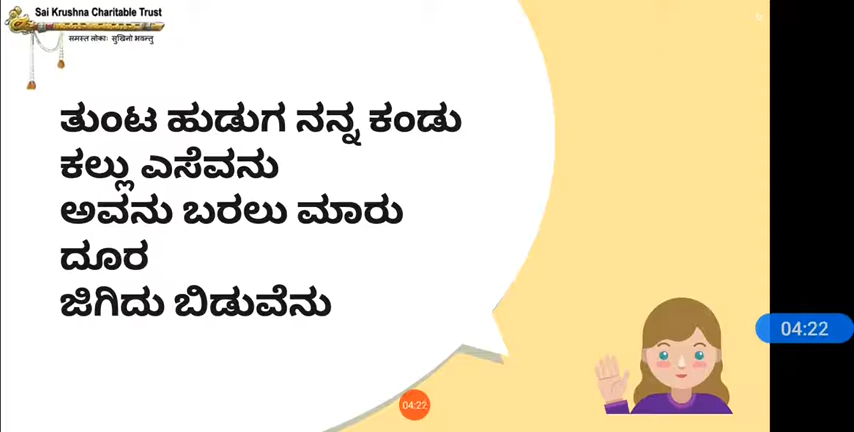 Sai Krushna Charitable Trust
समस्त लोकाः सुखिनो भवन्तु
ತುಂಟ ಹುಡುಗ ನನ್ನ ಕಂಡು
ಕಲ್ಲು ಎಸೆವನು
ಅವನು ಬರಲು ಮಾರು
ದೂರ
ಜಿಗಿದು ಬಿಡುವೆನು
04:22
04:22